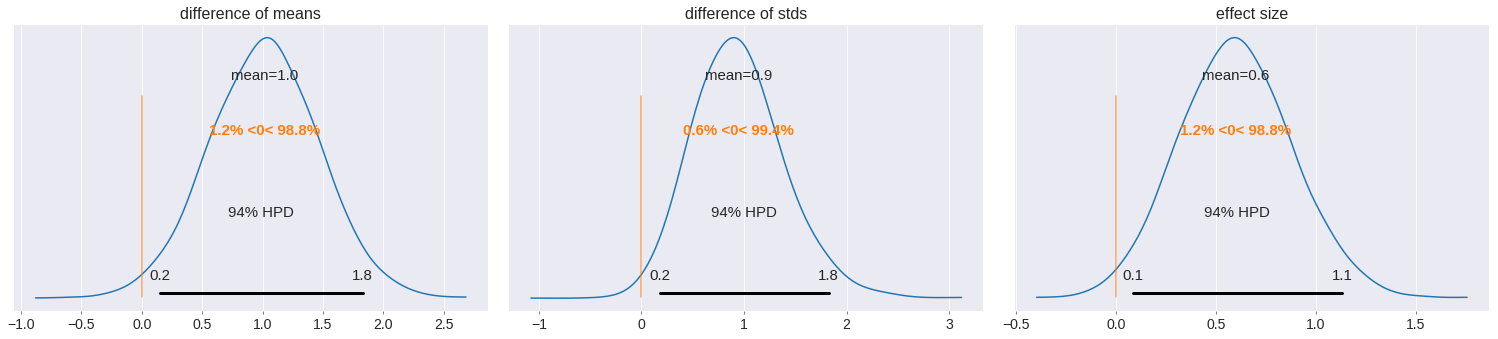 difference of means
mean=1.0
1.2% <0< 98.8%
94% HPD
0.2 1.8
−1.0 −0.5 0.0 0.5 1.0 1.5 2.0 2.5
difference of stds
mean=0.9
0.6% <0< 99.4%
94% HPD
0.2 1.8
−1 0 1 2 3
effect size
mean=0.6
1.2% <0< 98.8%
94% HPD
0.1 1.1
−0.5 0.0 0.5 1.0 1.5